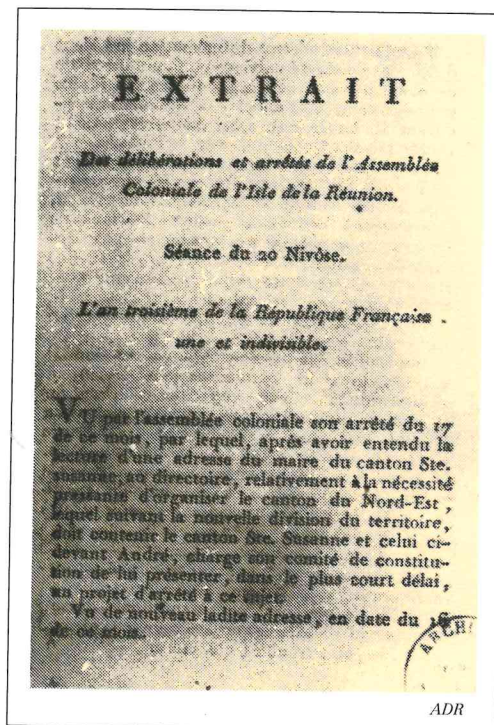 EXTRAIT
Des délibérations et arrêtés de l'Assemblée
Coloniale de l'Isle de la Réunion.
Séance du 20 Nivôse.
L'an troisième de la République Française
une et indivisible.
VU par l'assemblée coloniale son arrêté du 17
de ce mois, par lequel, après avoir entendu la
lecture d'une adresse du maire du canton Ste.
Susanne, au directoire, relativement à la nécessité
pressante d'organiser le canton du Nord-Est,
lequel suivant la nouvelle division du territoire,
doit contenir le canton Ste. Susanne et celui ci-
devant André, charge son comité de constitu-
tion de lui présenter, dans le plus court délai,
un projet d'arrêté à ce sujet.
Vu de nouveau ladite adresse, en date du
de ce mois.
ARCH
ADR